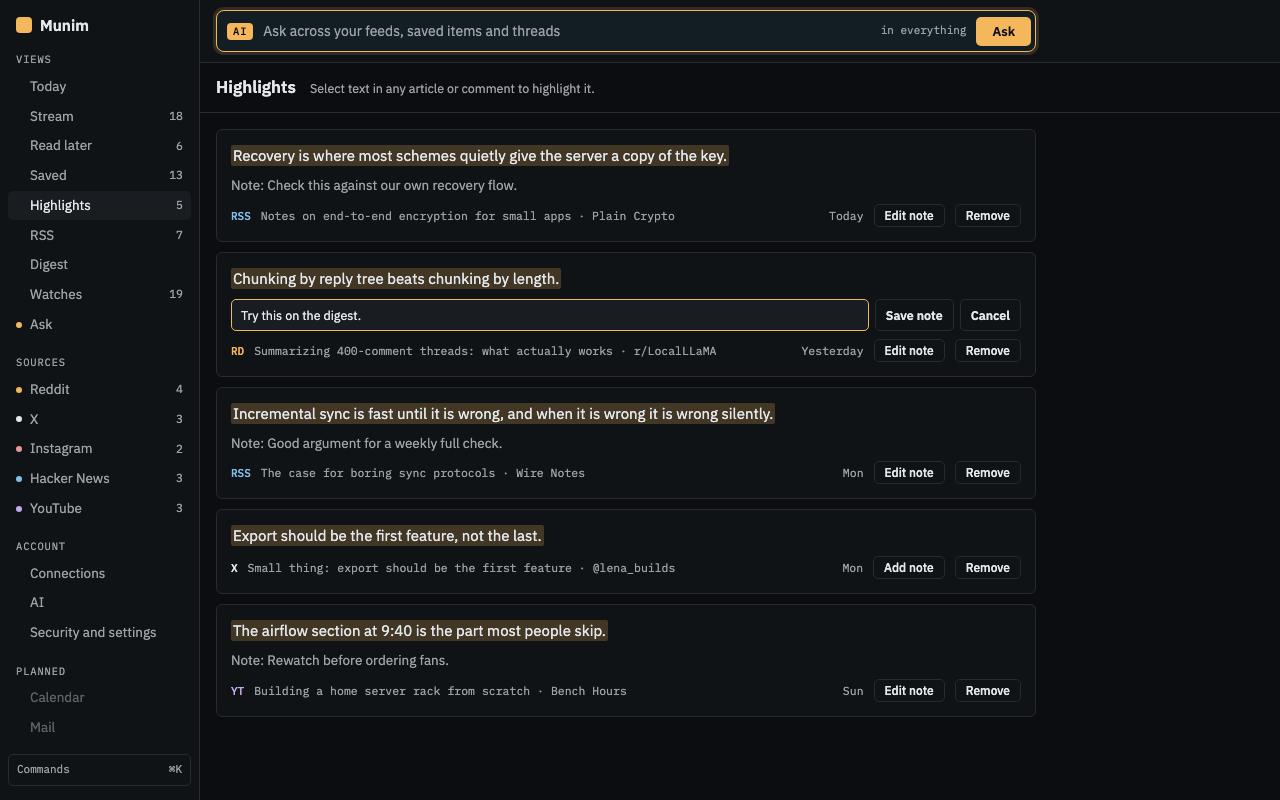 Munim
VIEWS
Today
Stream 18
Read later 6
Saved 13
Highlights 5
RSS 7
Digest
Watches 19
Ask
SOURCES
Reddit 4
X 3
Instagram 2
Hacker News 3
YouTube 3
ACCOUNT
Connections
AI
Security and settings
PLANNED
Calendar
Mail
Commands ⌘K
AI Ask across your feeds, saved items and threads in everything Ask
Highlights Select text in any article or comment to highlight it.
Recovery is where most schemes quietly give the server a copy of the key.
Note: Check this against our own recovery flow.
RSS Notes on end-to-end encryption for small apps · Plain Crypto Today Edit note Remove
Chunking by reply tree beats chunking by length.
Try this on the digest. Save note Cancel
RD Summarizing 400-comment threads: what actually works · r/LocalLLaMA Yesterday Edit note Remove
Incremental sync is fast until it is wrong, and when it is wrong it is wrong silently.
Note: Good argument for a weekly full check.
RSS The case for boring sync protocols · Wire Notes Mon Edit note Remove
Export should be the first feature, not the last.
X Small thing: export should be the first feature · @lena_builds Mon Add note Remove
The airflow section at 9:40 is the part most people skip.
Note: Rewatch before ordering fans.
YT Building a home server rack from scratch · Bench Hours Sun Edit note Remove